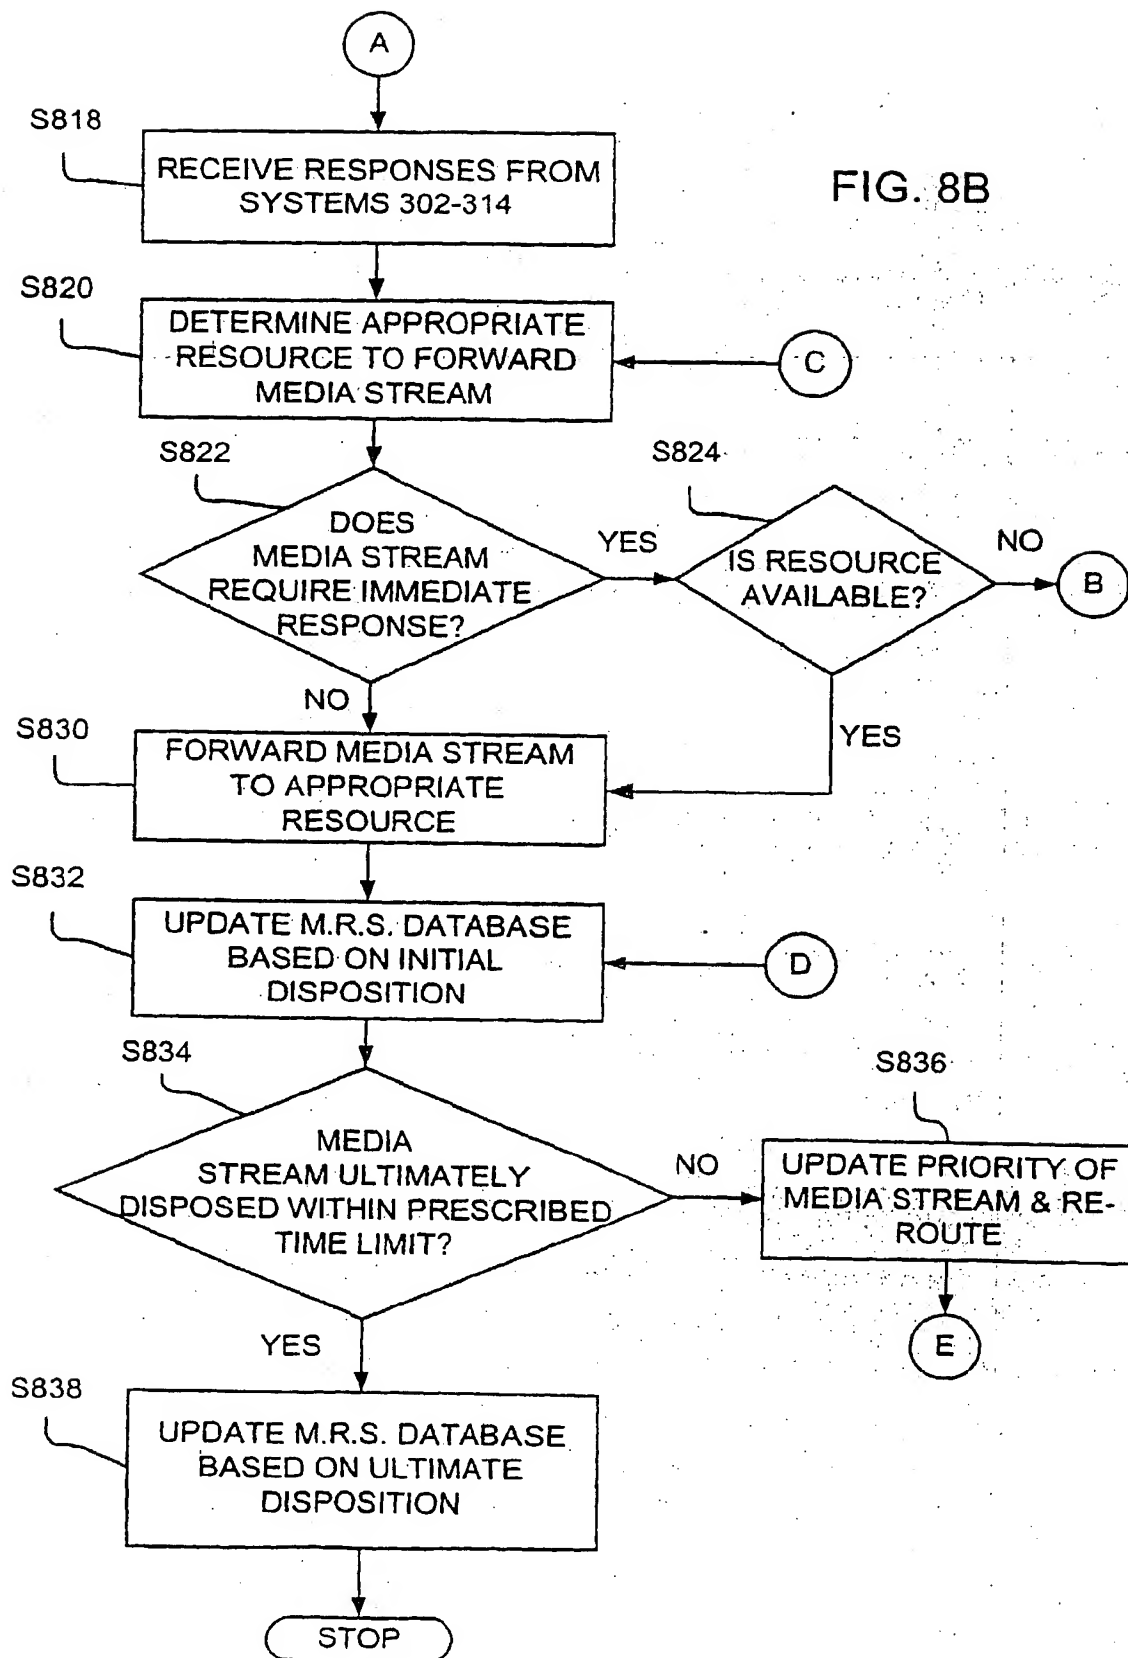 A
S818
RECEIVE RESPONSES FROM
SYSTEMS 302-314
FIG. 8B
S820
DETERMINE APPROPRIATE
RESOURCE TO FORWARD
MEDIA STREAM
C
S822
DOES
MEDIA STREAM
REQUIRE IMMEDIATE
RESPONSE?
YES
S824
IS RESOURCE
AVAILABLE?
NO
B
NO
YES
S830
FORWARD MEDIA STREAM
TO APPROPRIATE
RESOURCE
S832
UPDATE M.R.S. DATABASE
BASED ON INITIAL
DISPOSITION
D
S834
MEDIA
STREAM ULTIMATELY
DISPOSED WITHIN PRESCRIBED
TIME LIMIT?
NO
S836
UPDATE PRIORITY OF
MEDIA STREAM & RE-
ROUTE
E
YES
S838
UPDATE M.R.S. DATABASE
BASED ON ULTIMATE
DISPOSITION
STOP